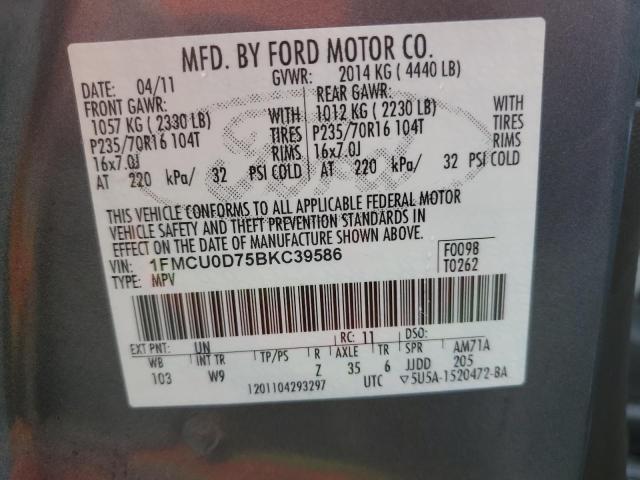 MFD. BY FORD MOTOR CO.
DATE: 04/11 GVWR: 2014 KG ( 4440 LB)
FRONT GAWR: REAR GAWR:
1057 KG ( 2330 LB) WITH 1012 KG ( 2230 LB) WITH
P235/70R16 104T TIRES P235/70R16 104T TIRES
16x7.0J RIMS 16x7.0J RIMS
AT 220 kPa/ 32 PSI COLD AT 220 kPa/ 32 PSI COLD
THIS VEHICLE CONFORMS TO ALL APPLICABLE FEDERAL MOTOR
VEHICLE SAFETY AND THEFT PREVENTION STANDARDS IN
EFFECT ON THE DATE OF MANUFACTURE SHOWN ABOVE.
VIN: 1FMCU0D75BKC39586 F0098
TYPE: MPV T0262
EXT PNT: UN RC: 11 DSO:
WB INT TR TP/PS R AXLE TR SPR AM71A
103 W9 Z 35 6 JJDD 205
1201104293297 UTC ▽5U5A-1520472-BA
Ford